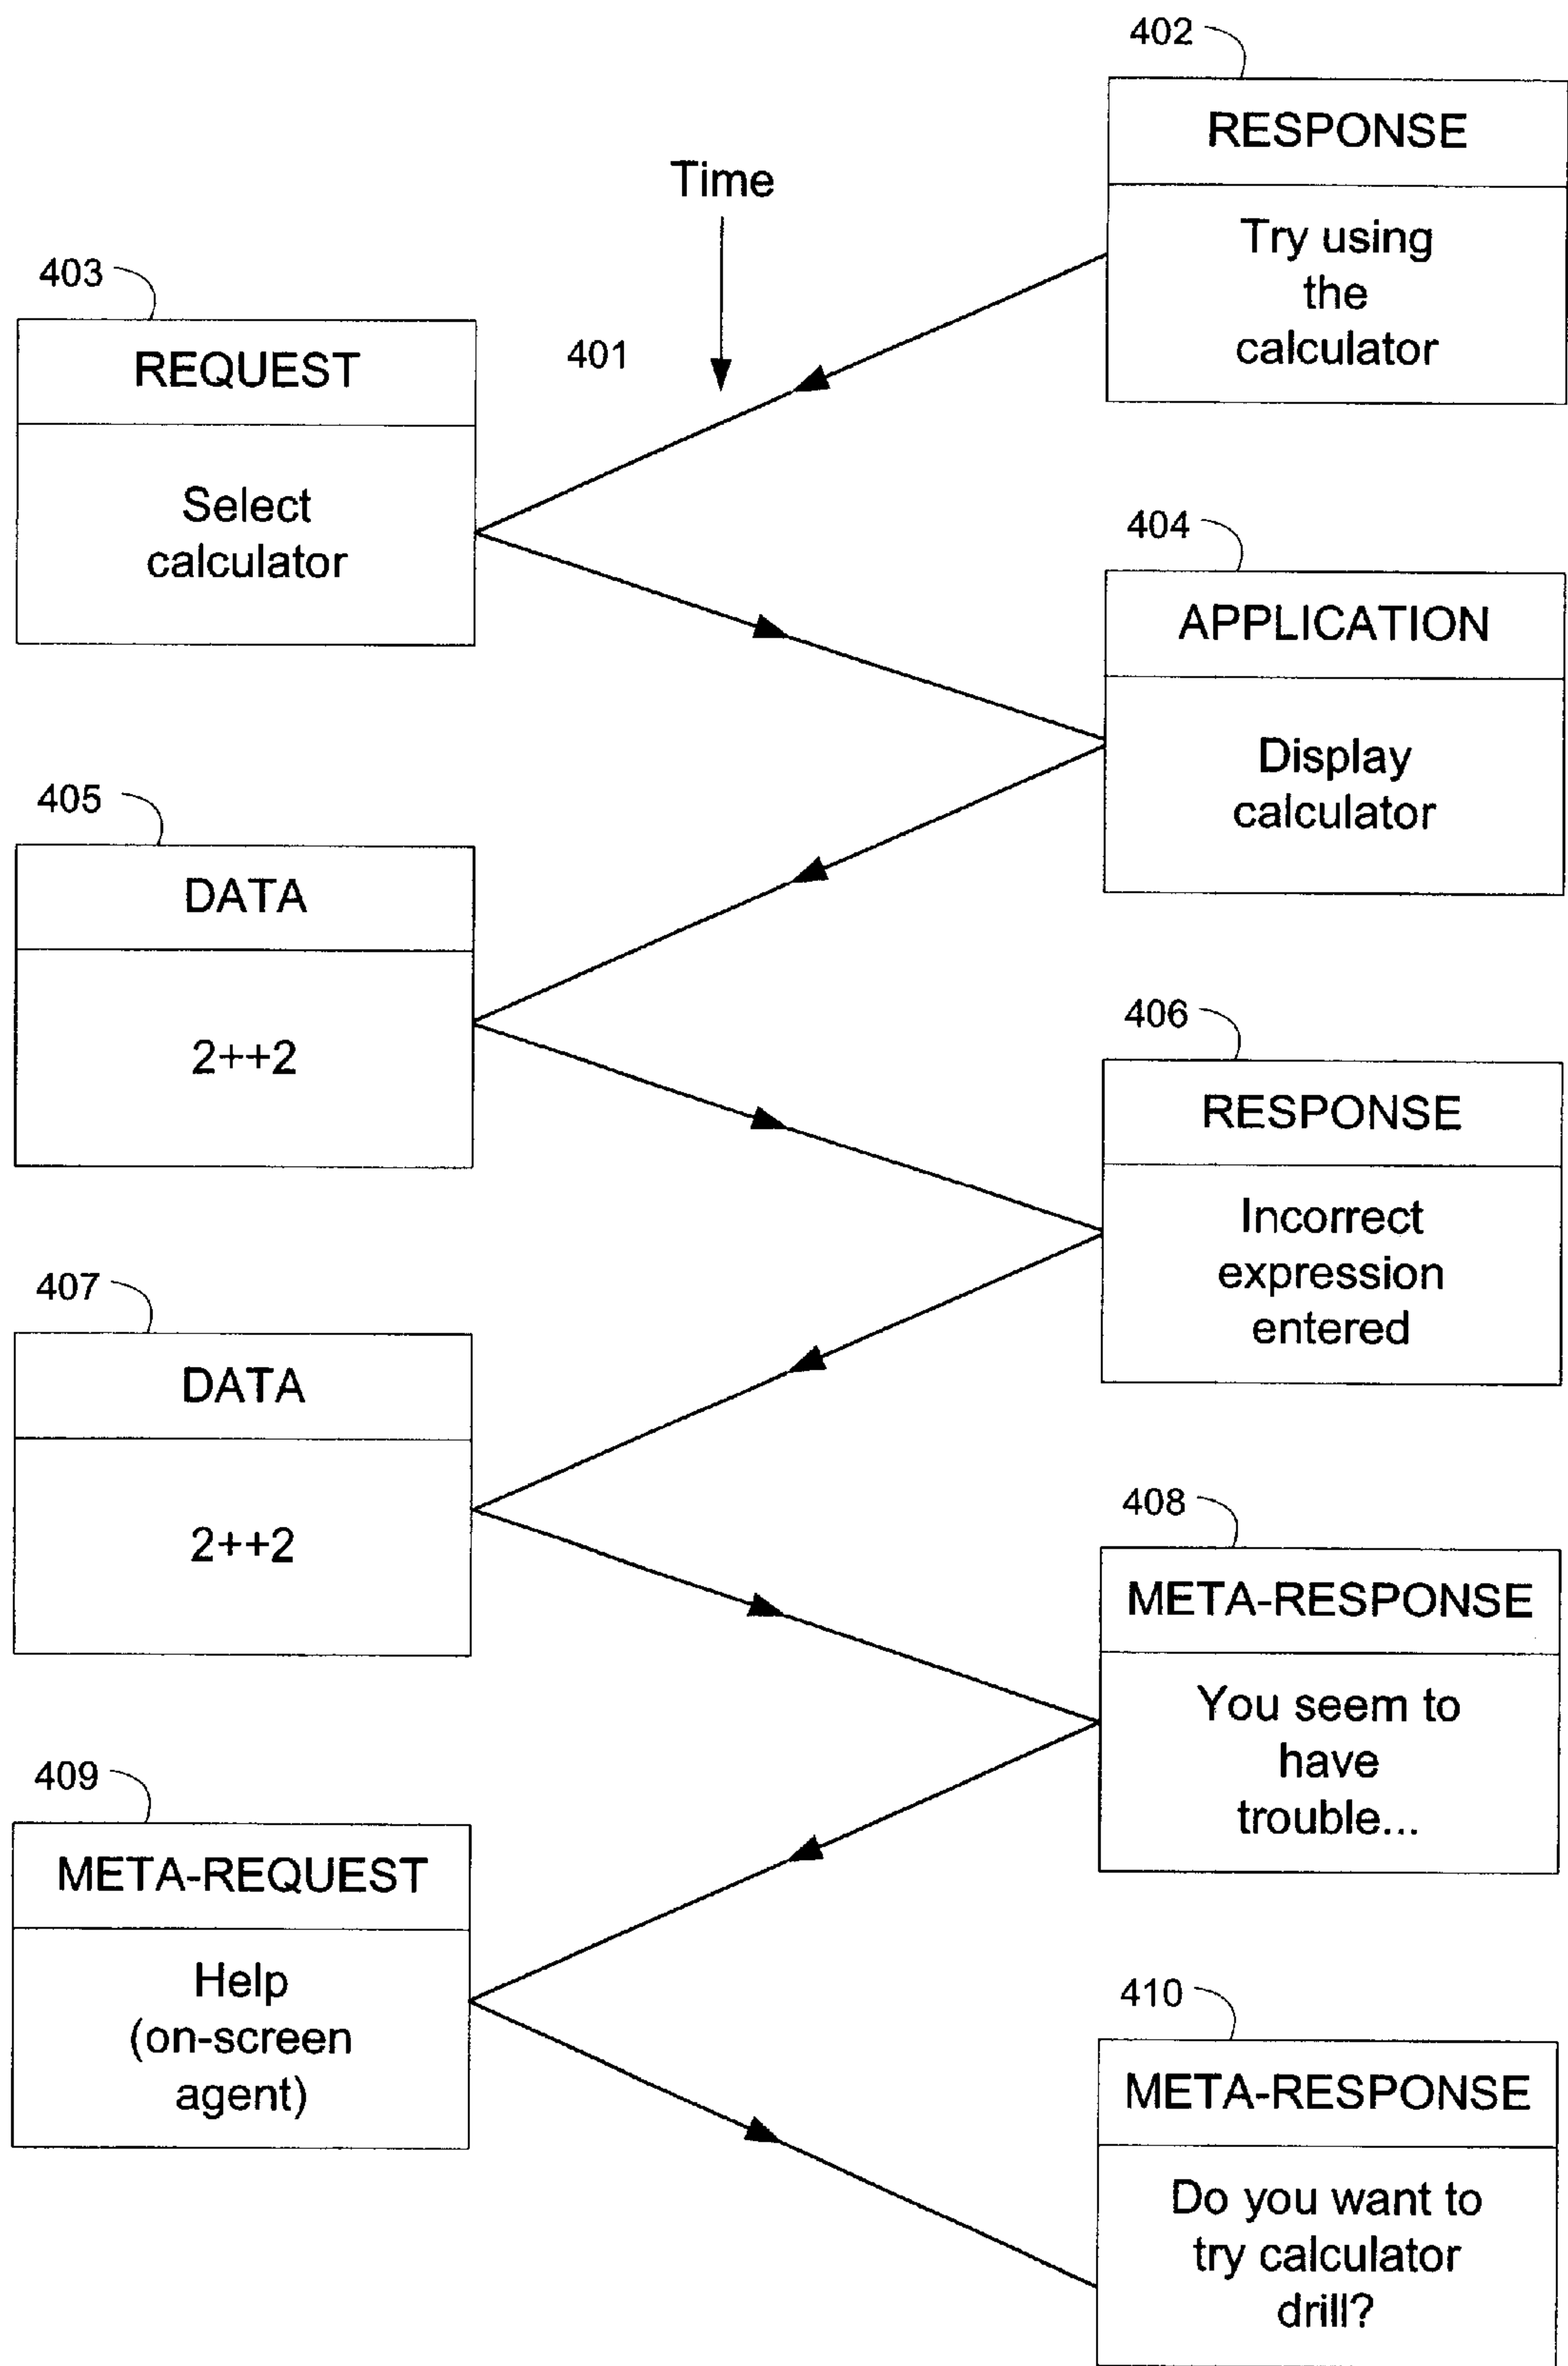 402
RESPONSE
Try using
the
calculator
Time
401
403
REQUEST
Select
calculator
404
APPLICATION
Display
calculator
405
DATA
2++2
406
RESPONSE
Incorrect
expression
entered
407
DATA
2++2
408
META-RESPONSE
You seem to
have
trouble...
409
META-REQUEST
Help
(on-screen
agent)
410
META-RESPONSE
Do you want to
try calculator
drill?